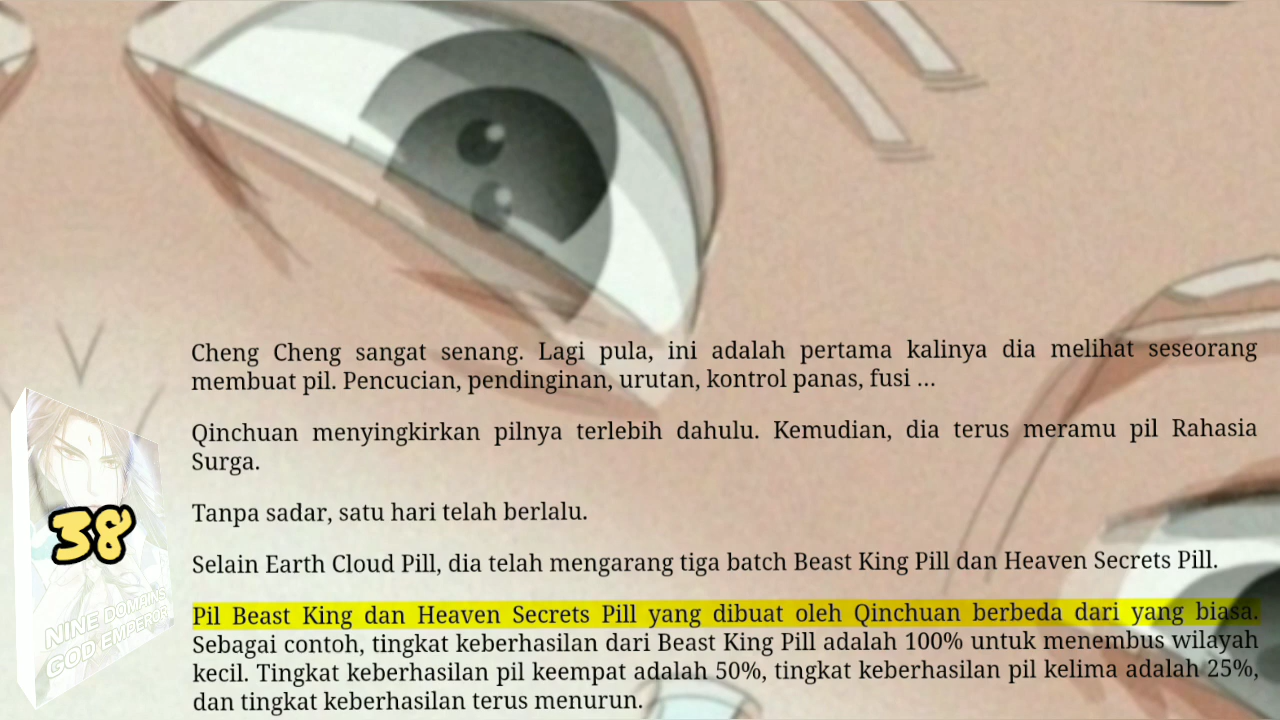 Cheng Cheng sangat senang. Lagi pula, ini adalah pertama kalinya dia melihat seseorang
membuat pil. Pencucian, pendinginan, urutan, kontrol panas, fusi ...
Qinchuan menyingkirkan pilnya terlebih dahulu. Kemudian, dia terus meramu pil Rahasia
Surga.
Tanpa sadar, satu hari telah berlalu.
Selain Earth Cloud Pill, dia telah mengarang tiga batch Beast King Pill dan Heaven Secrets Pill.
Pil Beast King dan Heaven Secrets Pill yang dibuat oleh Qinchuan berbeda dari yang biasa.
Sebagai contoh, tingkat keberhasilan dari Beast King Pill adalah 100% untuk menembus wilayah
kecil. Tingkat keberhasilan pil keempat adalah 50%, tingkat keberhasilan pil kelima adalah 25%,
dan tingkat keberhasilan terus menurun.
38
NINE DOMAINS
GOD EMPEROR